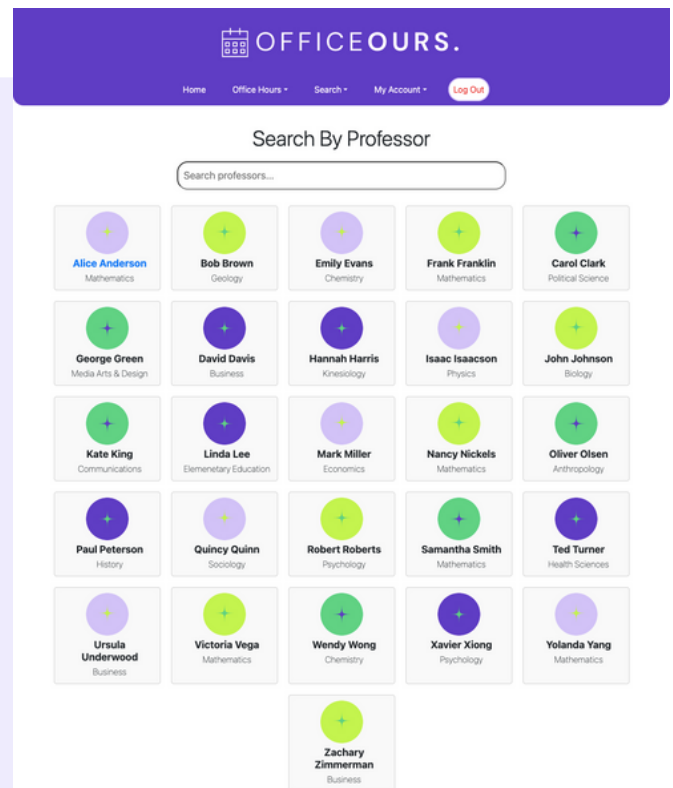 OFFICEOURS.
Home Office Hours Search My Account Log Out
Search By Professor
Search professors...
Alice Anderson
Mathematics
Bob Brown
Geology
Emily Evans
Chemistry
Frank Franklin
Mathematics
Carol Clark
Political Science
George Green
Media Arts & Design
David Davis
Business
Hannah Harris
Kinesiology
Isaac Isaacson
Physics
John Johnson
Biology
Kate King
Communications
Linda Lee
Elemenetary Education
Mark Miller
Economics
Nancy Nickels
Mathematics
Oliver Olsen
Anthropology
Paul Peterson
History
Quincy Quinn
Sociology
Robert Roberts
Psychology
Samantha Smith
Mathematics
Ted Turner
Health Sciences
Ursula
Underwood
Business
Victoria Vega
Mathematics
Wendy Wong
Chemistry
Xavier Xiong
Psychology
Yolanda Yang
Mathematics
Zachary
Zimmerman
Business